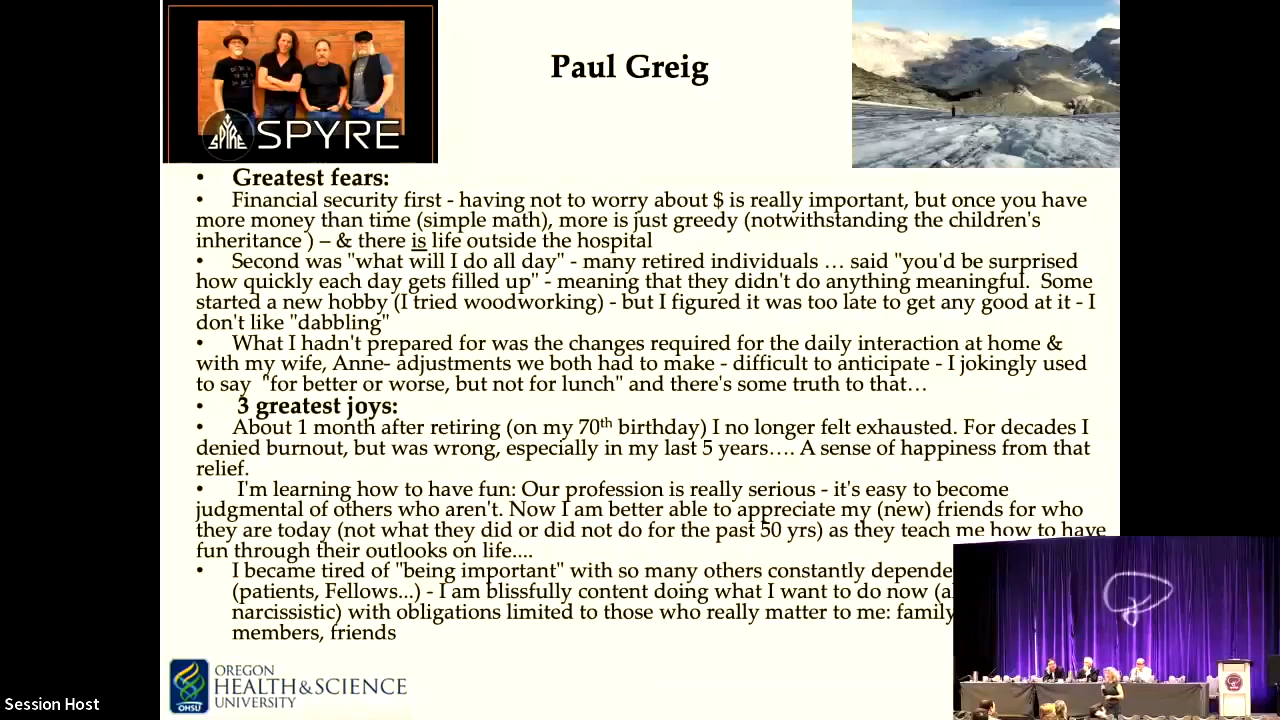 Paul Greig
SPYRE
SPYRE
• Greatest fears:
• Financial security first - having not to worry about $ is really important, but once you have
more money than time (simple math), more is just greedy (notwithstanding the children's
inheritance ) – & there is life outside the hospital
• Second was "what will I do all day" - many retired individuals … said "you'd be surprised
how quickly each day gets filled up" - meaning that they didn't do anything meaningful.  Some
started a new hobby (I tried woodworking) - but I figured it was too late to get any good at it - I
don't like "dabbling"
• What I hadn't prepared for was the changes required for the daily interaction at home &
with my wife, Anne- adjustments we both had to make - difficult to anticipate - I jokingly used
to say  "for better or worse, but not for lunch" and there's some truth to that…
• 3 greatest joys:
• About 1 month after retiring (on my 70th birthday) I no longer felt exhausted. For decades I
denied burnout, but was wrong, especially in my last 5 years…. A sense of happiness from that
relief.
• I'm learning how to have fun: Our profession is really serious - it's easy to become
judgmental of others who aren't. Now I am better able to appreciate my (new) friends for who
they are today (not what they did or did not do for the past 50 yrs) as they teach me how to have
fun through their outlooks on life....
• I became tired of "being important" with so many others constantly depende
(patients, Fellows...) - I am blissfully content doing what I want to do now (al
narcissistic) with obligations limited to those who really matter to me: family
members, friends
OHSU
OREGON
HEALTH&SCIENCE
UNIVERSITY
Session Host